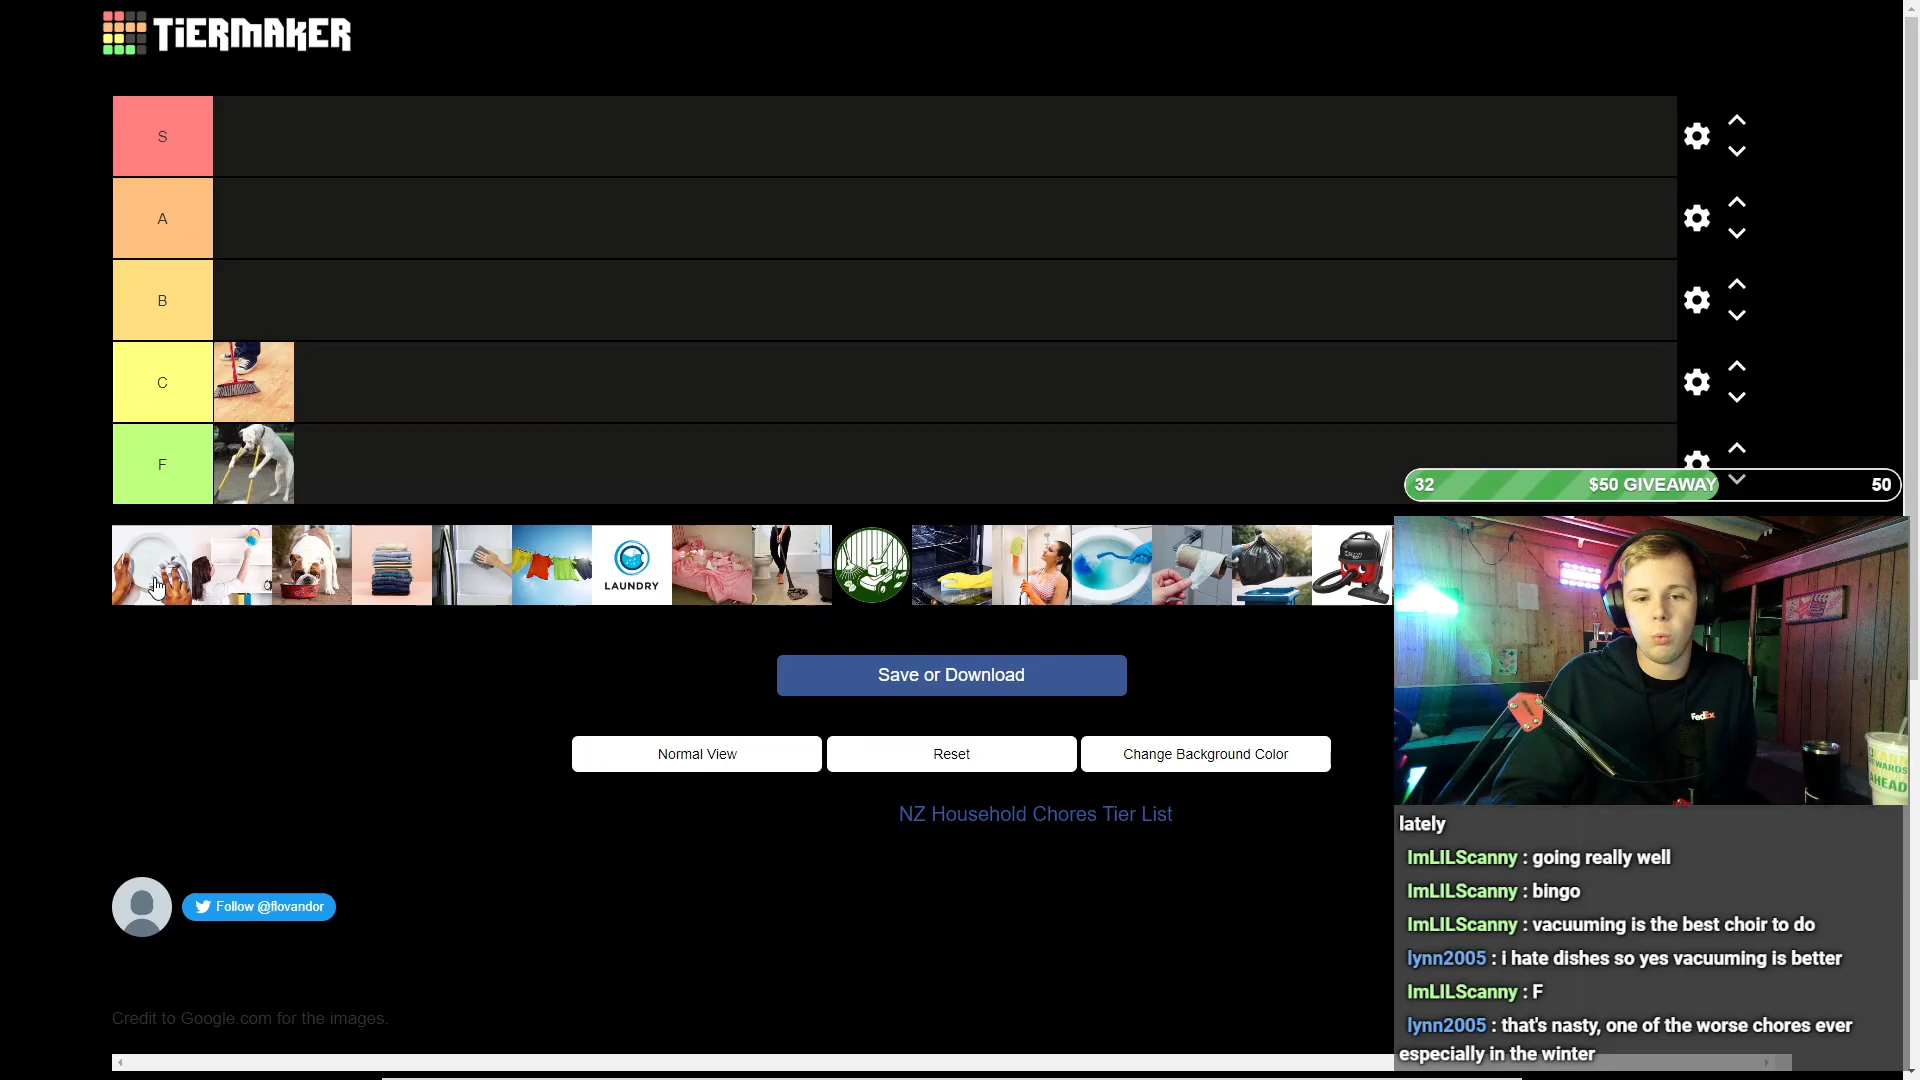 TiERMAKER
S
A
B
C
F
32 $50 GIVEAWAY 50
LAUNDRY
Save or Download
Normal View
Reset
Change Background Color
NZ Household Chores Tier List
Follow @flovandor
Credit to Google.com for the images.
FedEx
AHEAD
lately
ImLILScanny : going really well
ImLILScanny : bingo
ImLILScanny : vacuuming is the best choir to do
lynn2005 : i hate dishes so yes vacuuming is better
ImLILScanny : F
lynn2005 : that's nasty, one of the worse chores ever
especially in the winter